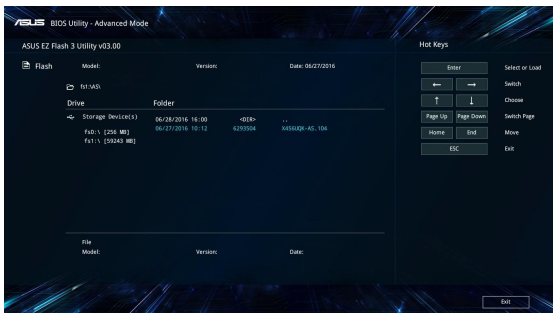 ASUS BIOS Utility - Advanced Mode
ASUS EZ Flash 3 Utility v03.00
Hot Keys
Flash
Model: Version: Date: 06/27/2016
fs1:\AS\
Drive Folder
Storage Device(s)
fs0:\ [256 MB]
fs1:\ [59243 MB]
06/28/2016 16:00 <DIR> ..
06/27/2016 10:12 6293504 X456UQK-AS.104
File
Model: Version: Date:
Enter Select or Load
← → Switch
↑ ↓ Choose
Page Up Page Down Switch Page
Home End Move
ESC Exit
Exit